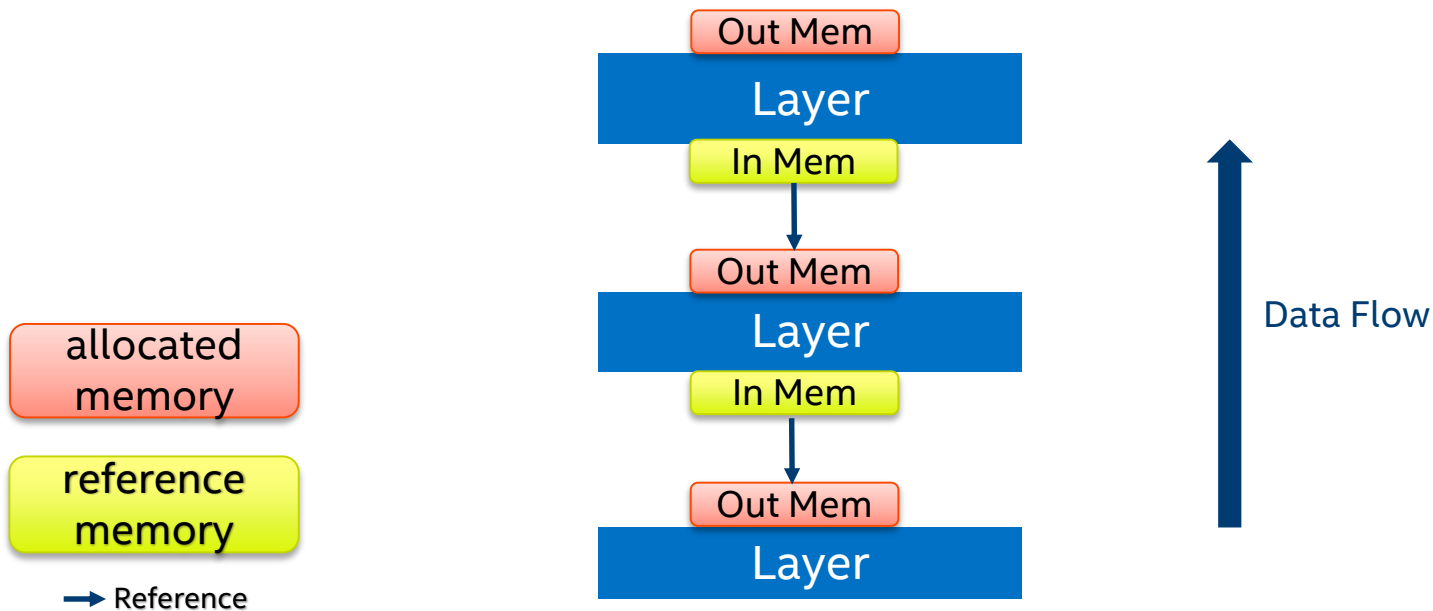 Out Mem
Layer
In Mem
Out Mem
Layer
In Mem
Out Mem
Layer
Data Flow
allocated
memory
reference
memory
Reference